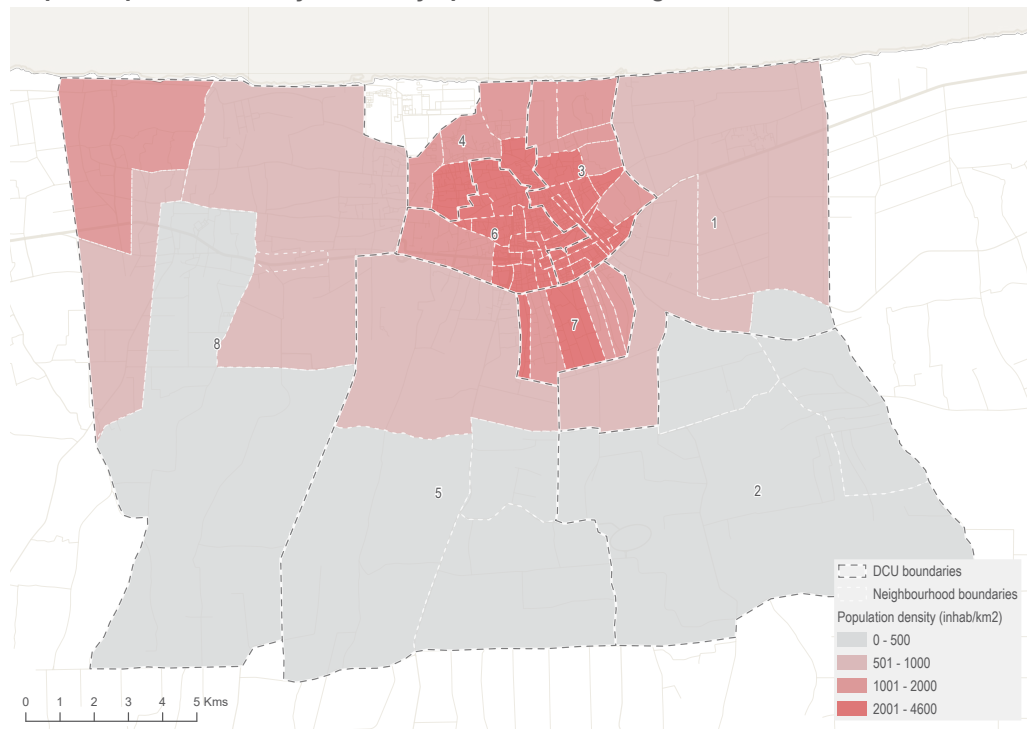 4
3
1
6
7
8
5
2
DCU boundaries
Neighbourhood boundaries
Population density (inhab/km2)
0 - 500
501 - 1000
1001 - 2000
2001 - 4600
0 1 2 3 4 5 Kms